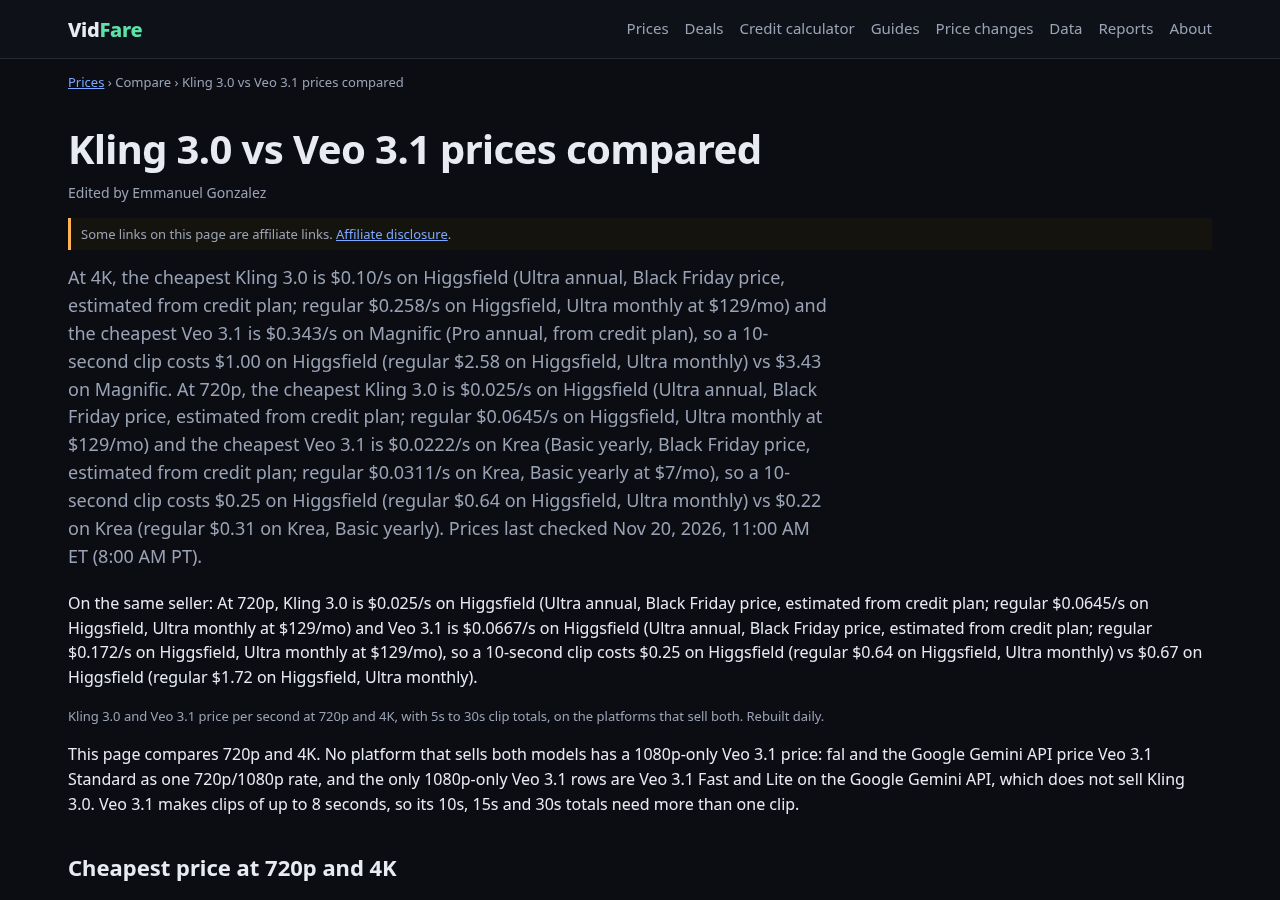 VidFare
Prices Deals Credit calculator Guides Price changes Data Reports About
Prices › Compare › Kling 3.0 vs Veo 3.1 prices compared
Kling 3.0 vs Veo 3.1 prices compared
Edited by Emmanuel Gonzalez
Some links on this page are affiliate links. Affiliate disclosure.
At 4K, the cheapest Kling 3.0 is $0.10/s on Higgsfield (Ultra annual, Black Friday price,
estimated from credit plan; regular $0.258/s on Higgsfield, Ultra monthly at $129/mo) and
the cheapest Veo 3.1 is $0.343/s on Magnific (Pro annual, from credit plan), so a 10-
second clip costs $1.00 on Higgsfield (regular $2.58 on Higgsfield, Ultra monthly) vs $3.43
on Magnific. At 720p, the cheapest Kling 3.0 is $0.025/s on Higgsfield (Ultra annual, Black
Friday price, estimated from credit plan; regular $0.0645/s on Higgsfield, Ultra monthly at
$129/mo) and the cheapest Veo 3.1 is $0.0222/s on Krea (Basic yearly, Black Friday price,
estimated from credit plan; regular $0.0311/s on Krea, Basic yearly at $7/mo), so a 10-
second clip costs $0.25 on Higgsfield (regular $0.64 on Higgsfield, Ultra monthly) vs $0.22
on Krea (regular $0.31 on Krea, Basic yearly). Prices last checked Nov 20, 2026, 11:00 AM
ET (8:00 AM PT).
On the same seller: At 720p, Kling 3.0 is $0.025/s on Higgsfield (Ultra annual, Black Friday price, estimated from credit plan; regular $0.0645/s on
Higgsfield, Ultra monthly at $129/mo) and Veo 3.1 is $0.0667/s on Higgsfield (Ultra annual, Black Friday price, estimated from credit plan; regular
$0.172/s on Higgsfield, Ultra monthly at $129/mo), so a 10-second clip costs $0.25 on Higgsfield (regular $0.64 on Higgsfield, Ultra monthly) vs $0.67 on
Higgsfield (regular $1.72 on Higgsfield, Ultra monthly).
Kling 3.0 and Veo 3.1 price per second at 720p and 4K, with 5s to 30s clip totals, on the platforms that sell both. Rebuilt daily.
This page compares 720p and 4K. No platform that sells both models has a 1080p-only Veo 3.1 price: fal and the Google Gemini API price Veo 3.1
Standard as one 720p/1080p rate, and the only 1080p-only Veo 3.1 rows are Veo 3.1 Fast and Lite on the Google Gemini API, which does not sell Kling
3.0. Veo 3.1 makes clips of up to 8 seconds, so its 10s, 15s and 30s totals need more than one clip.
Cheapest price at 720p and 4K